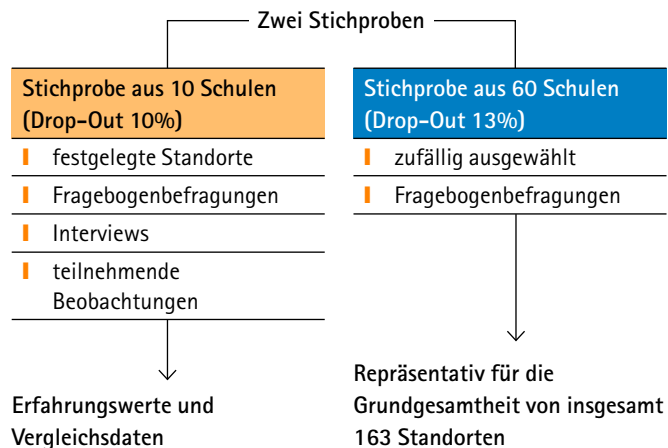 Zwei Stichproben
Stichprobe aus 10 Schulen
(Drop-Out 10%)
festgelegte Standorte
Fragebogenbefragungen
Interviews
teilnehmende
Beobachtungen
Erfahrungswerte und
Vergleichsdaten
Stichprobe aus 60 Schulen
(Drop-Out 13%)
zufällig ausgewählt
Fragebogenbefragungen
Repräsentativ für die
Grundgesamtheit von insgesamt
163 Standorten